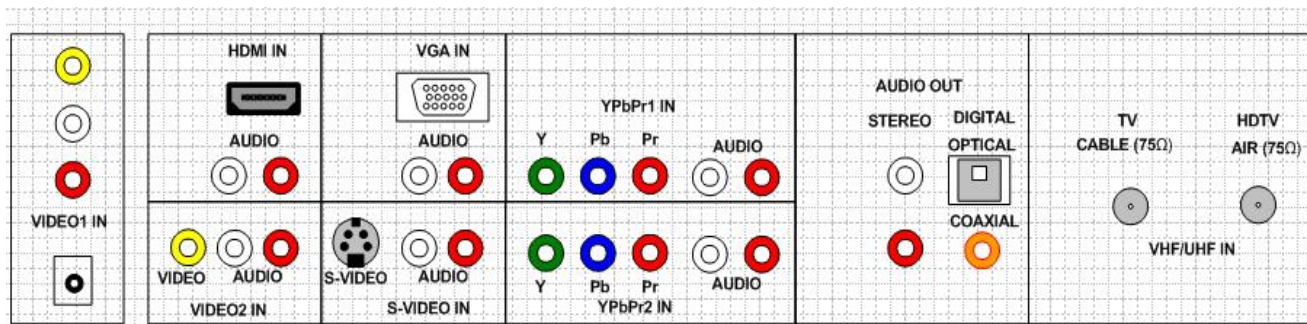 VIDEO1 IN
HDMI IN
AUDIO
VIDEO
AUDIO
VIDEO2 IN
VGA IN
AUDIO
S-VIDEO
AUDIO
S-VIDEO IN
YPbPr1 IN
Y Pb Pr AUDIO
Y Pb Pr AUDIO
YPbPr2 IN
AUDIO OUT
STEREO DIGITAL
OPTICAL
COAXIAL
TV
CABLE (75Ω)
HDTV
AIR (75Ω)
VHF/UHF IN